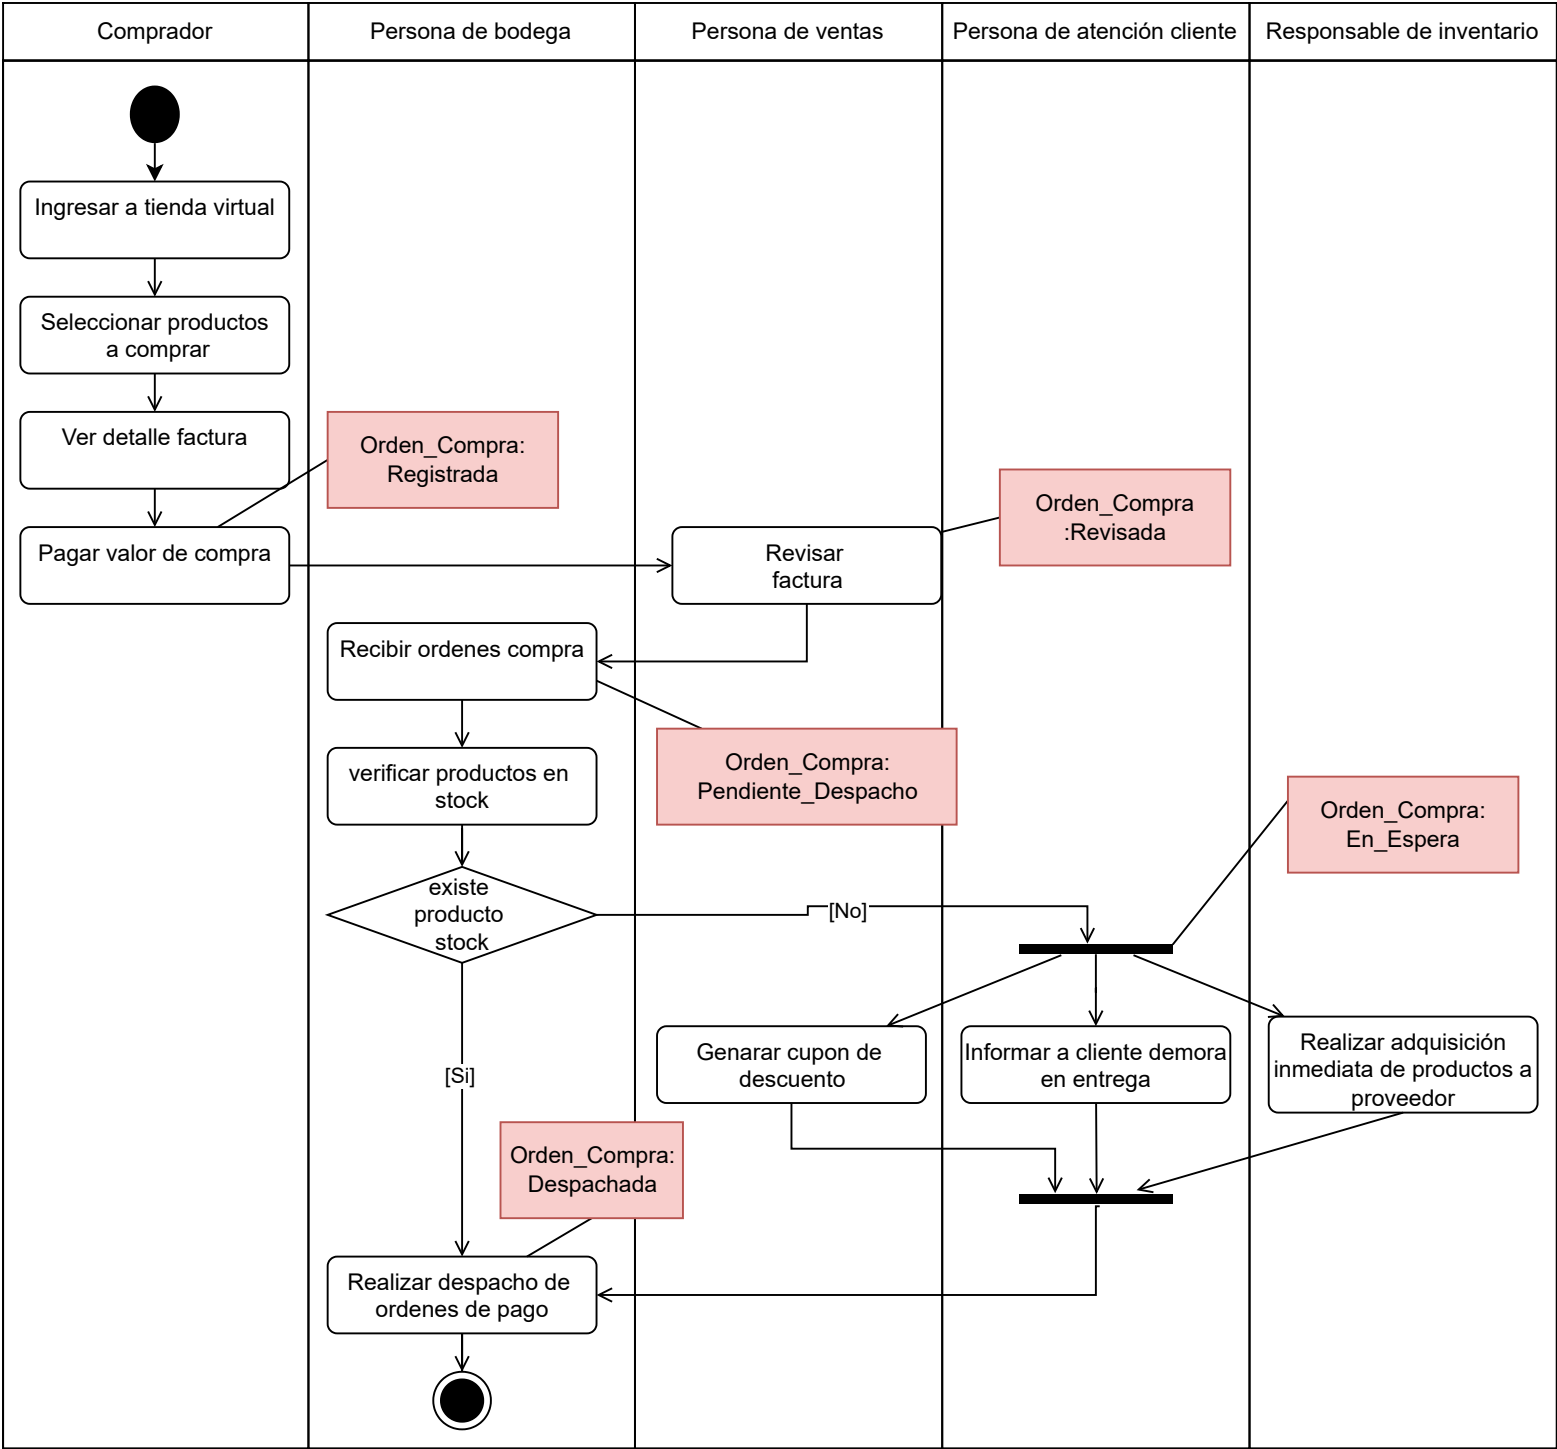 Comprador
Persona de bodega
Persona de ventas
Persona de atención cliente
Responsable de inventario
Ingresar a tienda virtual
Seleccionar productos
a comprar
Ver detalle factura
Orden_Compra:
Registrada
Pagar valor de compra
Revisar
factura
Orden_Compra
:Revisada
Recibir ordenes compra
Orden_Compra:
Pendiente_Despacho
verificar productos en
stock
Orden_Compra:
En_Espera
existe
producto
stock
[No]
[Si]
Genarar cupon de
descuento
Informar a cliente demora
en entrega
Realizar adquisición
inmediata de productos a
proveedor
Orden_Compra:
Despachada
Realizar despacho de
ordenes de pago